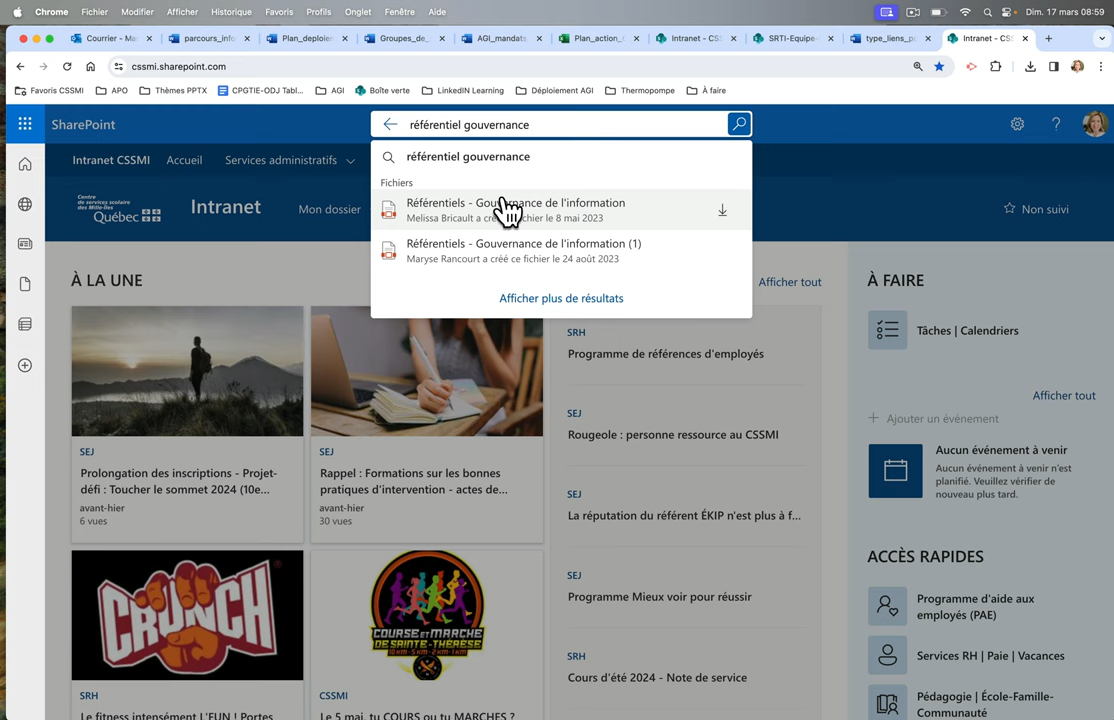 Chrome Fichier Modifier Afficher Historique Favoris Profils Onglet Fenêtre Aide Dim. 17 mars 08:59
Courrier – Ma parcours_info Plan_deploie Groupes_de_ AGI_mandats. Plan_action_ Intranet - CSS SRTI-Equipe- type_liens_pu Intranet - CSS
cssmi.sharepoint.com
Favoris CSSMI APO Thèmes PPTX CPGTIE-ODJ Tabl... AGI Boîte verte LinkedIn Learning Déploiement AGI Thermopompe À faire
SharePoint
référentiel gouvernance
Intranet CSSMI Accueil Services administratifs
référentiel gouvernance
Fichiers
Référentiels - Gouvernance de l'information
Melissa Bricault a créé ce fichier le 8 mai 2023
Référentiels - Gouvernance de l'information (1)
Maryse Rancourt a créé ce fichier le 24 août 2023
Afficher plus de résultats
Centre
de services scolaire
des Mille-Îles
Québec
Intranet
Mon dossier
Non suivi
À LA UNE
Afficher tout
SEJ
Prolongation des inscriptions - Projet-
défi : Toucher le sommet 2024 (10e...
avant-hier
6 vues
SEJ
Rappel : Formations sur les bonnes
pratiques d'intervention - actes de...
avant-hier
30 vues
CRUNCH
SRH
Le fitness intensément L'FUN ! Portes
COURSE ET MARCHE
DE SAINTE-THÉRÈSE
10 KM · 5 KM · 2 KM · 1 KM
CSSMI
Le 5 mai, tu COURS ou tu MARCHES ?
SRH
Programme de références d'employés
SEJ
Rougeole : personne ressource au CSSMI
SEJ
La réputation du référent ÉKIP n'est plus à f...
SEJ
Programme Mieux voir pour réussir
SRH
Cours d'été 2024 - Note de service
À FAIRE
Tâches | Calendriers
Afficher tout
Ajouter un événement
Aucun événement à venir
Aucun événement à venir n'est
planifié. Veuillez vérifier de
nouveau plus tard.
ACCÈS RAPIDES
Programme d'aide aux
employés (PAE)
Services RH | Paie | Vacances
Pédagogie | École-Famille-
Communauté